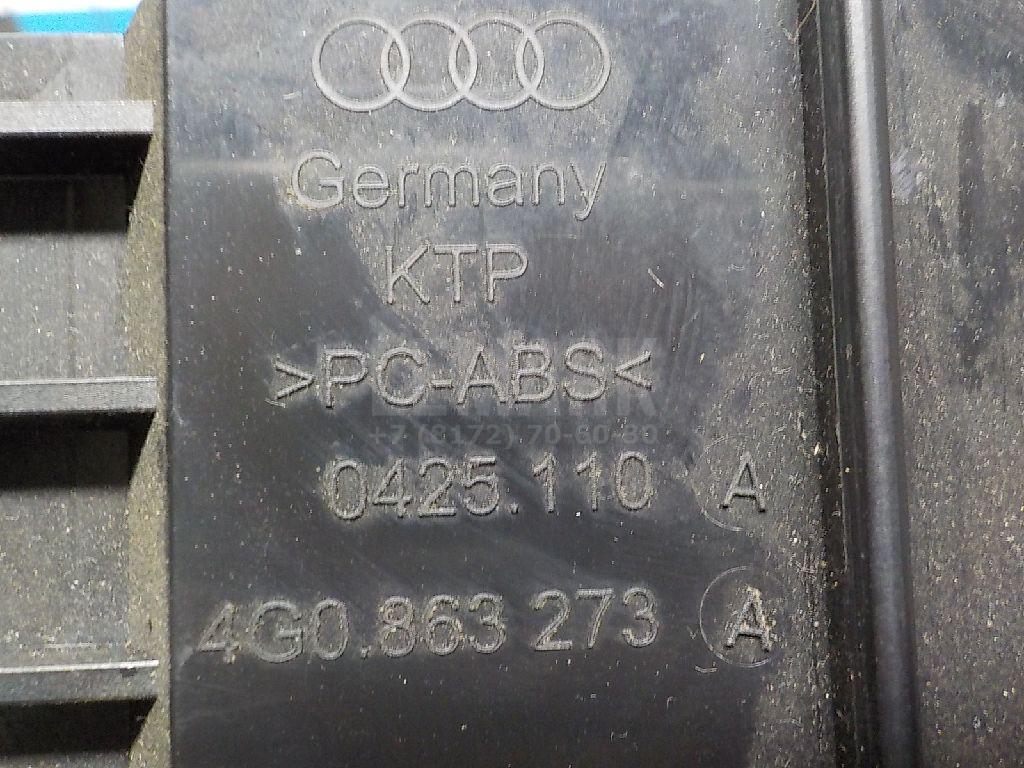 Germany
KTP
>PC-ABS<
+7 (8172) 70-60-80
0425.110 A
4G0.863 273 A